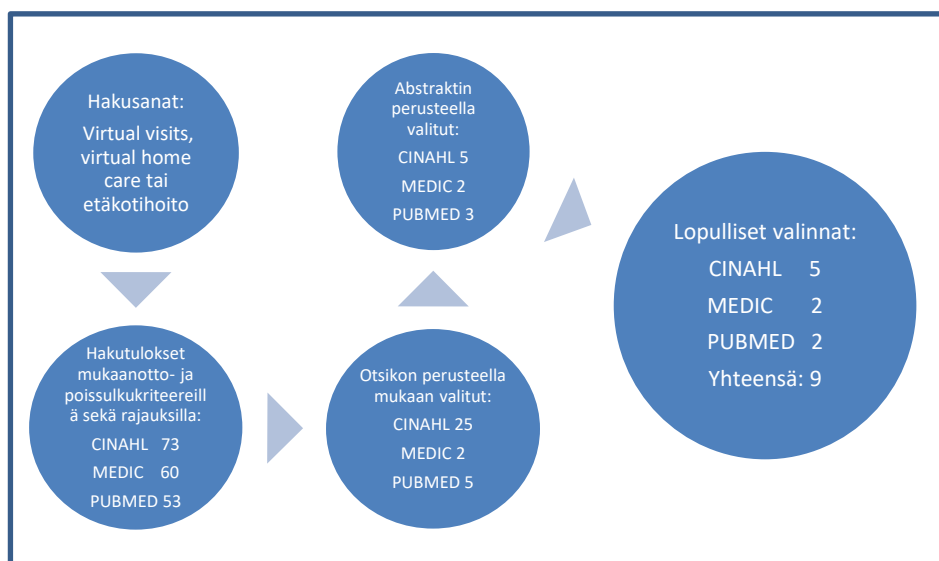 Hakusanat:
Virtual visits,
virtual home
care tai
etäkotihoito
Hakutulokset
mukaanotto- ja
poissulkukriteereill
ä sekä rajauksilla:
CINAHL 73
MEDIC 60
PUBMED 53
Otsikon perusteella
mukaan valitut:
CINAHL 25
MEDIC 2
PUBMED 5
Abstraktin
perusteella
valitut:
CINAHL 5
MEDIC 2
PUBMED 3
Lopulliset valinnat:
CINAHL 5
MEDIC 2
PUBMED 2
Yhteensä: 9